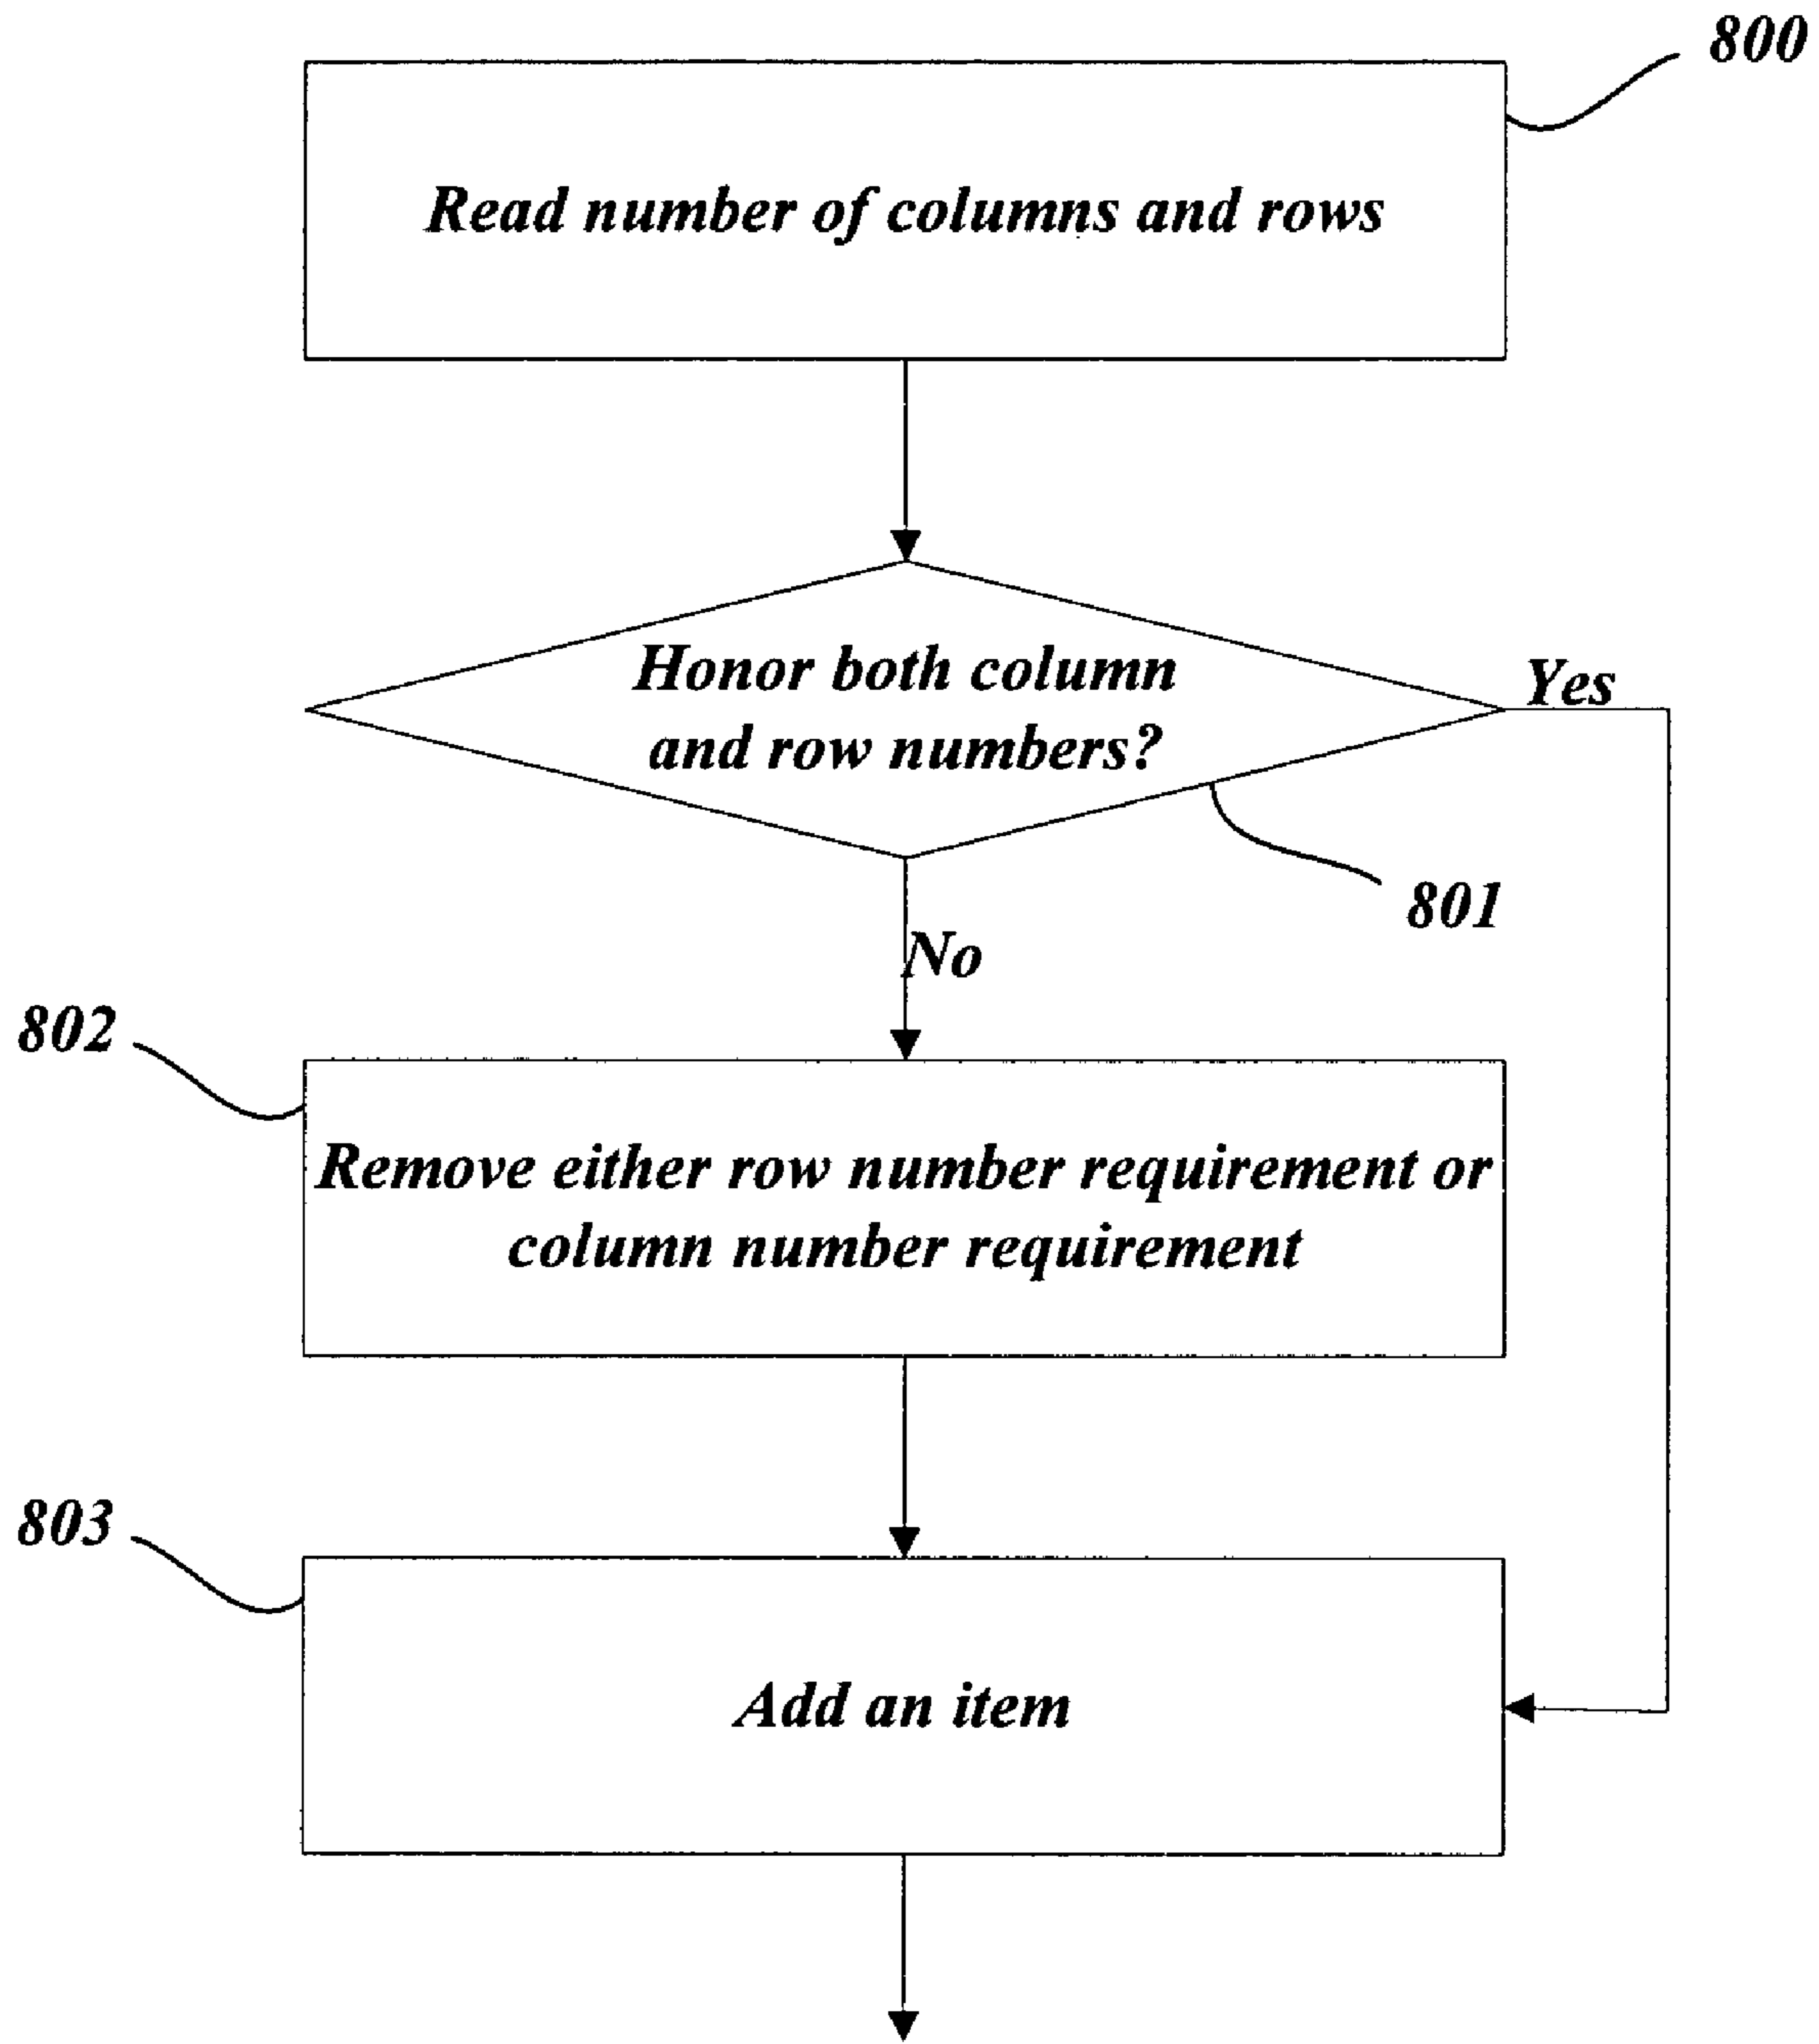 800
Read number of columns and rows
Honor both column
and row numbers?
Yes
801
No
802
Remove either row number requirement or
column number requirement
803
Add an item